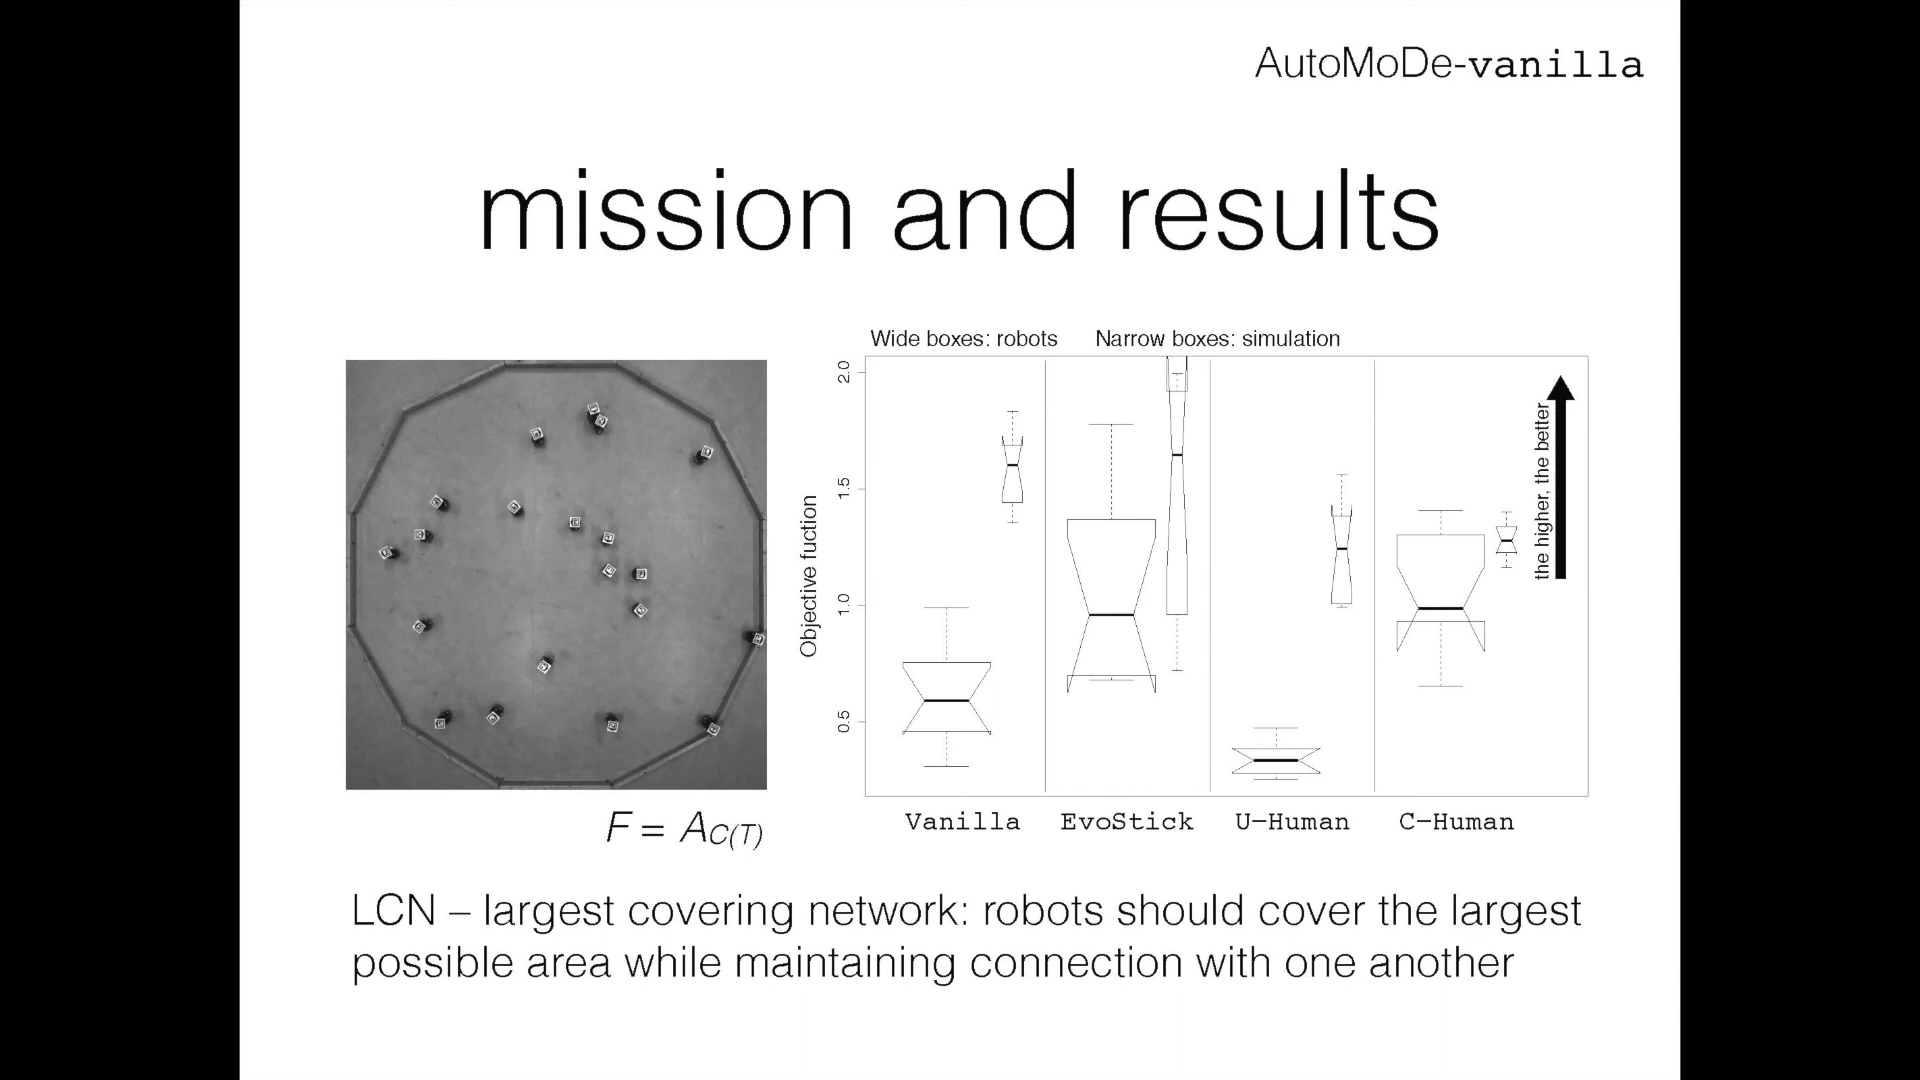 AutoMoDe-vanilla
mission and results
Wide boxes: robots Narrow boxes: simulation
2.0
1.5
1.0
0.5
Objective fuction
the higher, the better
Vanilla EvoStick U-Human C-Human
F = AC(T)
LCN – largest covering network: robots should cover the largest
possible area while maintaining connection with one another